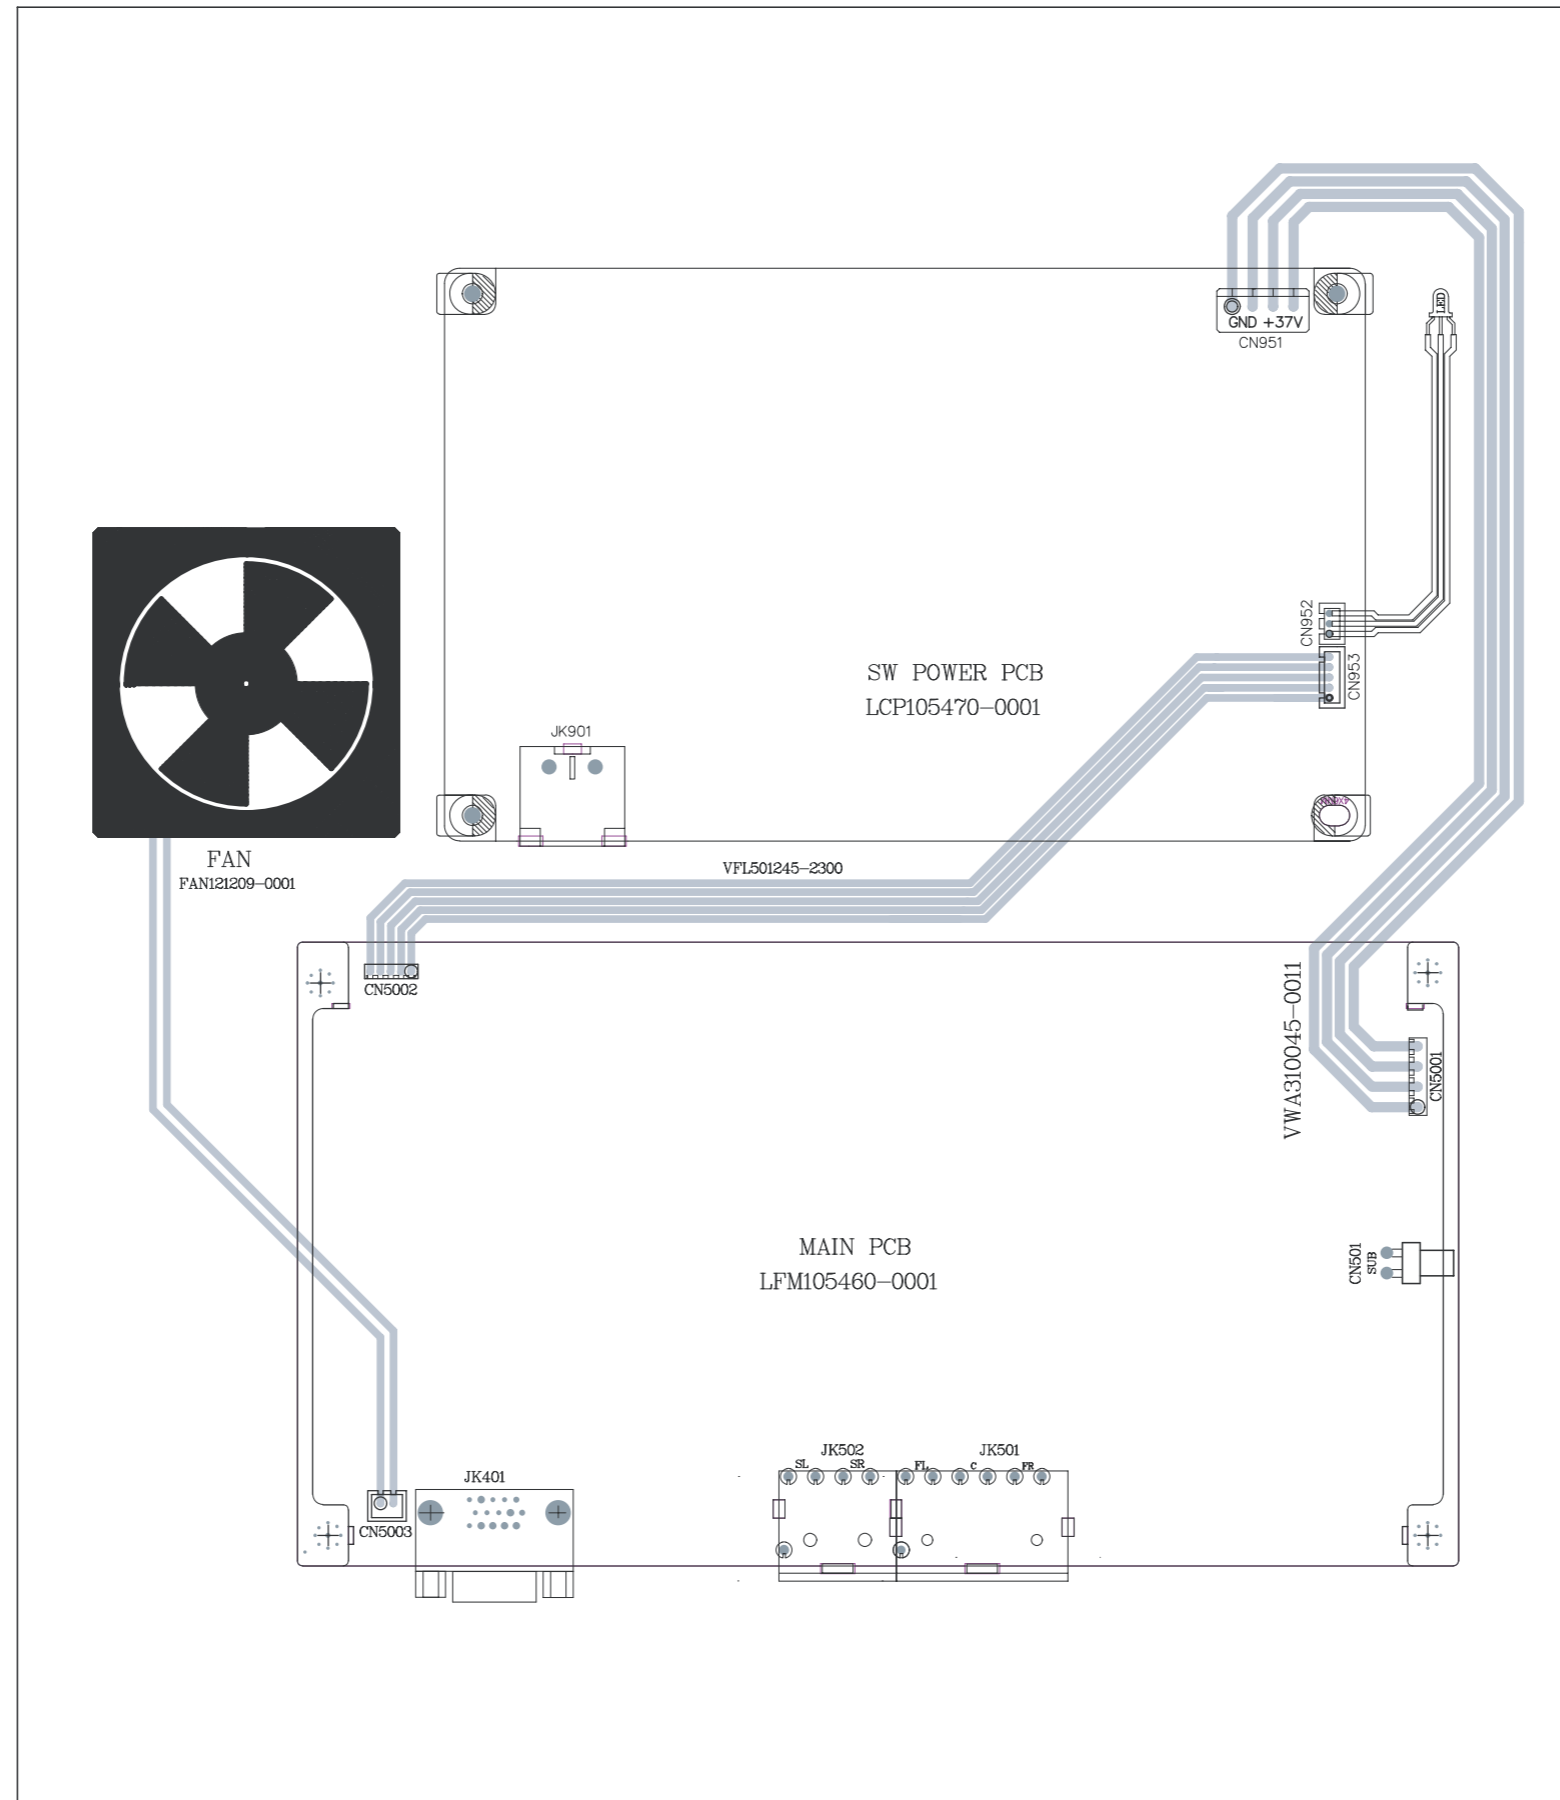 LED
GND +37V
CN951
CN952
CN953
SW POWER PCB
LCP105470-0001
JK901
FAN
FAN121209-0001
VFL501245-2300
CN5002
VWA310045-0011
CN5001
MAIN PCB
LFM105460-0001
CN501
SUB
JK502
JK501
SL
SR
FL
C
FR
JK401
CN5003